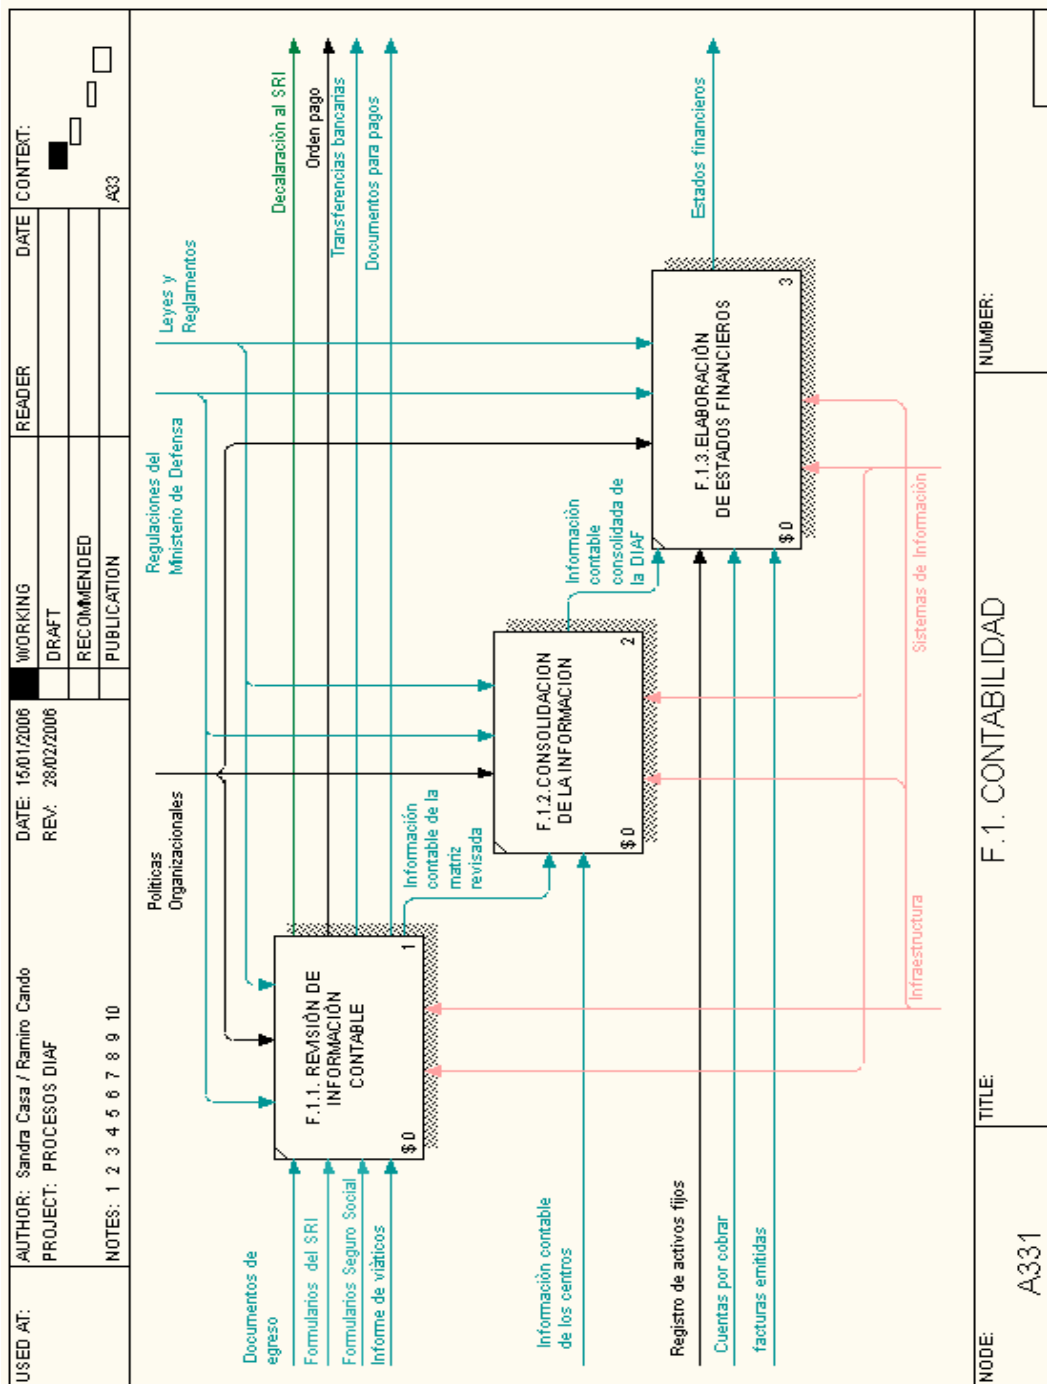 USED AT:
AUTHOR: Sandra Casa / Ramiro Cando
PROJECT: PROCESOS DIAF
NOTES: 1 2 3 4 5 6 7 8 9 10
DATE: 15/01/2006
REV: 28/02/2006
WORKING
DRAFT
RECOMMENDED
PUBLICATION
READER
DATE
CONTEXT:
A33
Políticas
Organizacionales
Regulaciones del
Ministerio de Defensa
Leyes y
Reglamentos
Decalaraciòn al SRI
Orden pago
Transferencias bancarias
Documentos para pagos
Documentos de
egreso
Formularios del SRI
Formularios Seguro Social
Informe de viàticos
F.1.1. REVISIÒN DE
INFORMACIÒN
CONTABLE
$ 0
1
Información
contable de la
matriz
revisada
Información contable
de los centros
F.1.2.CONSOLIDACION
DE LA INFORMACION
$ 0
2
Información
contable
consolidada de
la DIAF
Registro de activos fijos
Cuentas por cobrar
facturas emitidas
F.1.3.ELABORACIÓN
DE ESTADOS FINANCIEROS
$ 0
3
Estados financieros
Infraestructura
Sistemas de Informaciòn
NODE:
A331
TITLE:
F.1. CONTABILIDAD
NUMBER: